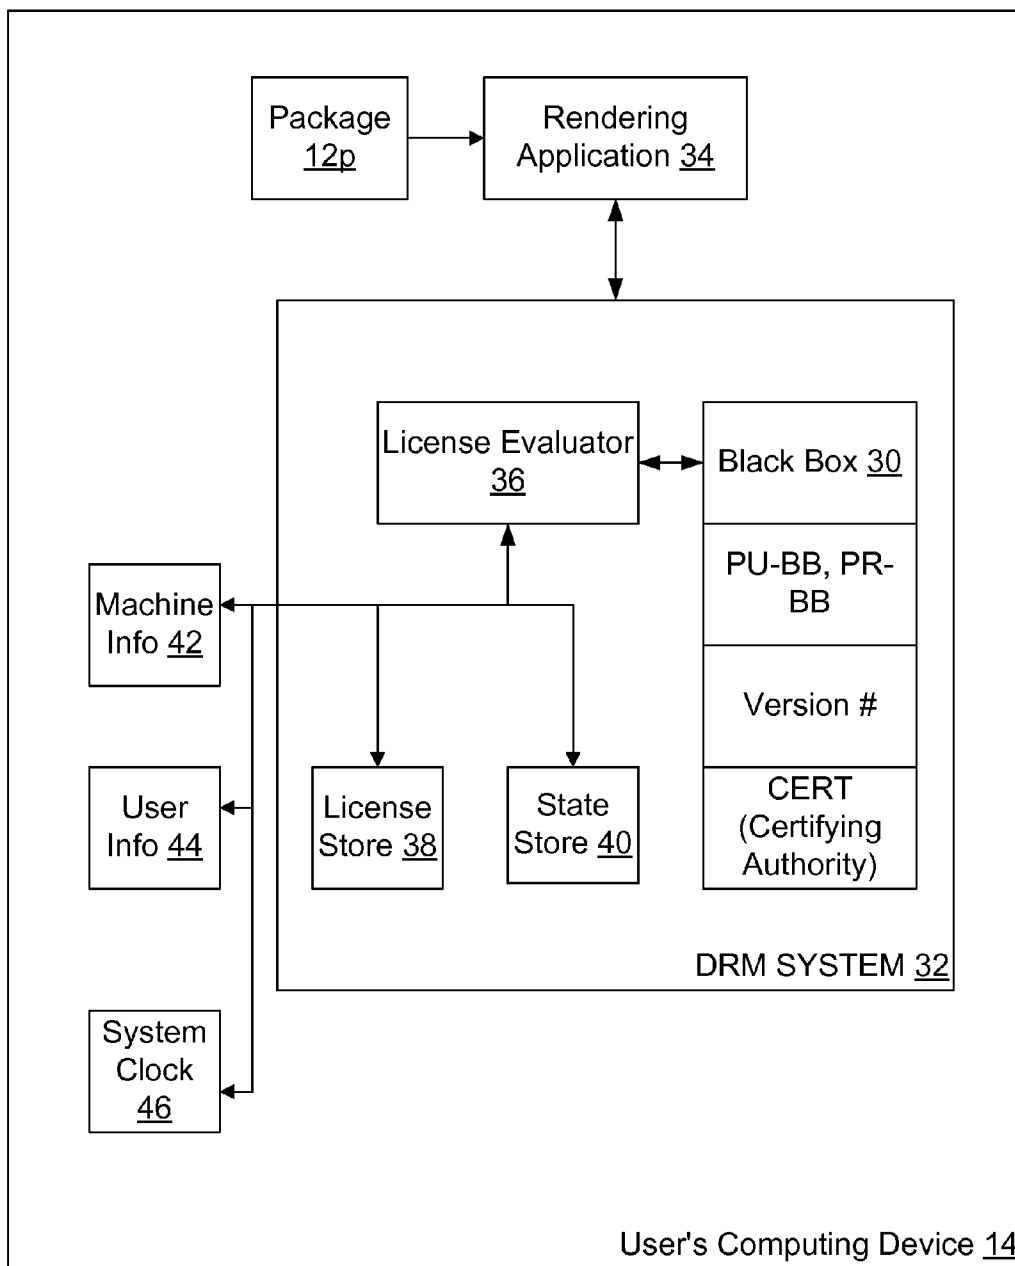 Package
12p
Rendering
Application 34
License Evaluator
36
Black Box 30
PU-BB, PR-
BB
Version #
CERT
(Certifying
Authority)
Machine
Info 42
User
Info 44
System
Clock
46
License
Store 38
State
Store 40
DRM SYSTEM 32
User's Computing Device 14